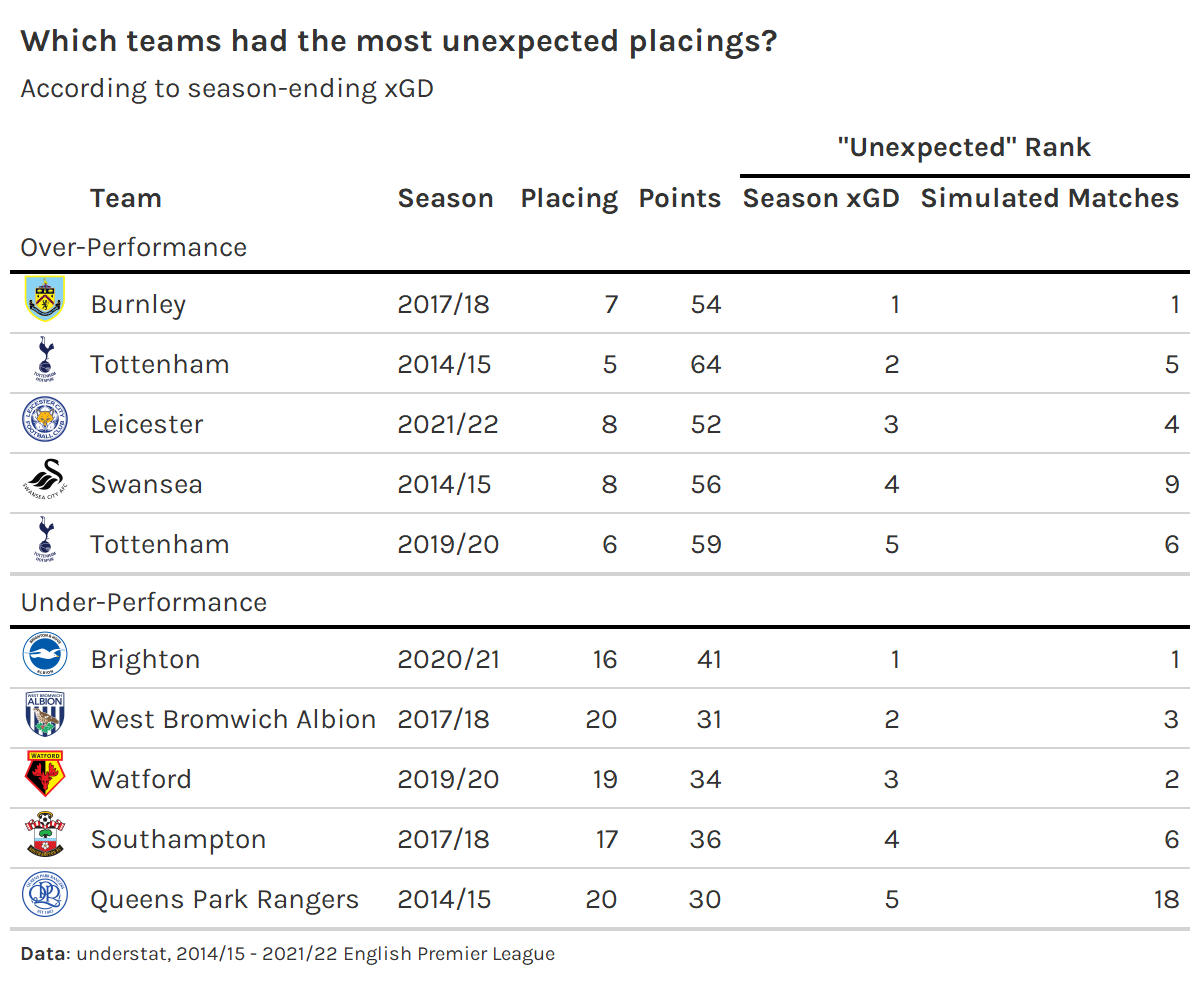 Which teams had the most unexpected placings?
According to season-ending xGD
"Unexpected" Rank
Team Season Placing Points Season xGD Simulated Matches
Over-Performance
Burnley 2017/18 7 54 1 1
Tottenham 2014/15 5 64 2 5
Leicester 2021/22 8 52 3 4
Swansea 2014/15 8 56 4 9
Tottenham 2019/20 6 59 5 6
Under-Performance
Brighton 2020/21 16 41 1 1
West Bromwich Albion 2017/18 20 31 2 3
Watford 2019/20 19 34 3 2
Southampton 2017/18 17 36 4 6
Queens Park Rangers 2014/15 20 30 5 18
Data: understat, 2014/15 - 2021/22 English Premier League